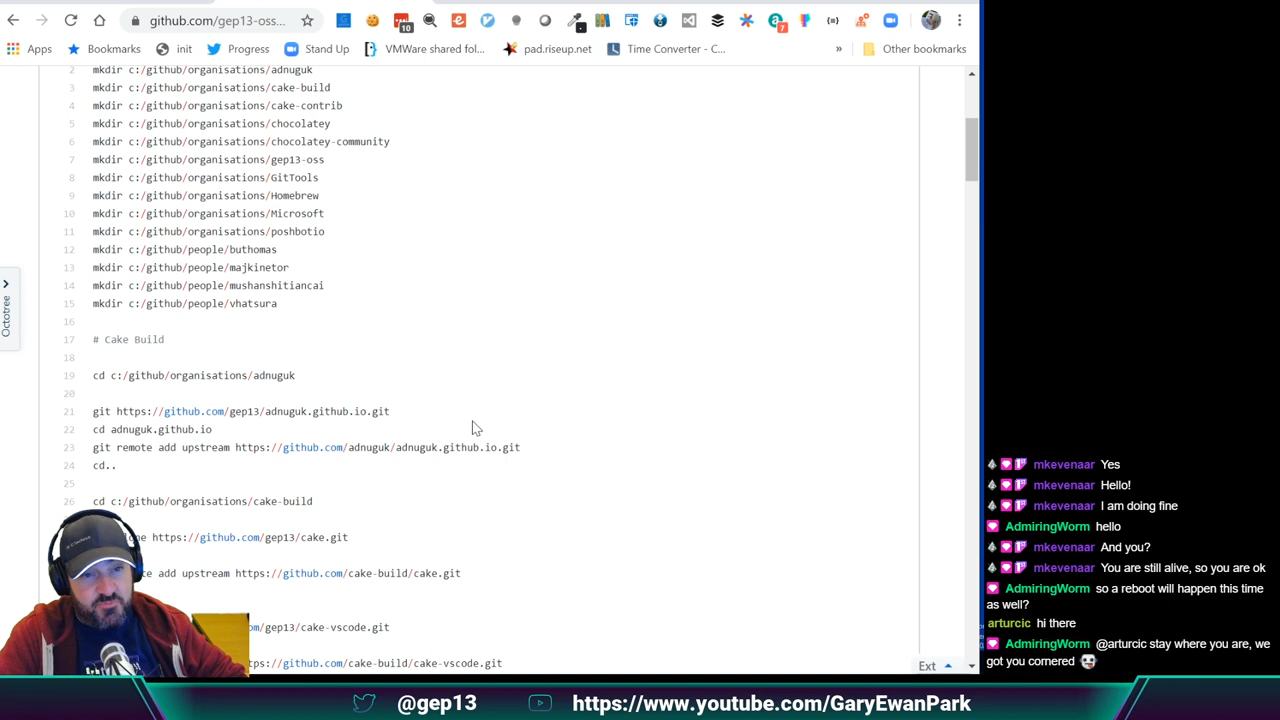 github.com/gep13-oss...
10
7
Apps
Bookmarks
init
Progress
Stand Up
VMWare shared fol...
pad.riseup.net
Time Converter - C...
»
Other bookmarks
2 mkdir c:/github/organisations/adnuguk
3 mkdir c:/github/organisations/cake-build
4 mkdir c:/github/organisations/cake-contrib
5 mkdir c:/github/organisations/chocolatey
6 mkdir c:/github/organisations/chocolatey-community
7 mkdir c:/github/organisations/gep13-oss
8 mkdir c:/github/organisations/GitTools
9 mkdir c:/github/organisations/Homebrew
10 mkdir c:/github/organisations/Microsoft
11 mkdir c:/github/organisations/poshbotio
12 mkdir c:/github/people/buthomas
13 mkdir c:/github/people/majkinetor
14 mkdir c:/github/people/mushanshitiancai
15 mkdir c:/github/people/vhatsura
16
17 # Cake Build
18
19 cd c:/github/organisations/adnuguk
20
21 git https://github.com/gep13/adnuguk.github.io.git
22 cd adnuguk.github.io
23 git remote add upstream https://github.com/adnuguk/adnuguk.github.io.git
24 cd..
25
26 cd c:/github/organisations/cake-build
https://github.com/gep13/cake.git
add upstream https://github.com/cake-build/cake.git
om/gep13/cake-vscode.git
tps://github.com/cake-build/cake-vscode.git
Octotree
Ext
mkevenaar Yes
mkevenaar Hello!
mkevenaar I am doing fine
AdmiringWorm hello
mkevenaar And you?
mkevenaar You are still alive, so you are ok
AdmiringWorm so a reboot will happen this time
as well?
arturcic hi there
AdmiringWorm @arturcic stay where you are, we
got you cornered
@gep13
https://www.youtube.com/GaryEwanPark